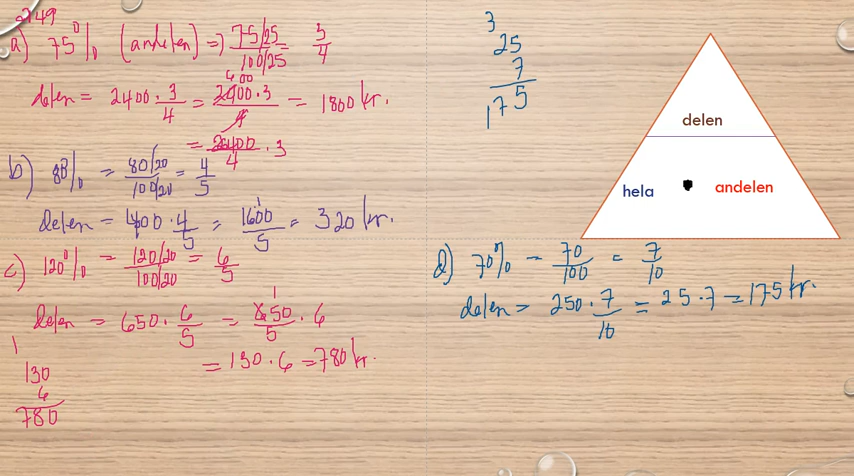 2149
a) 75% (andelen) => 75/25 / 100/25 = 3/4
delen = 2400 · 3/4 = 2400·3 / 4 = 1800 kr.
600
= 2400/4 · 3
b) 80% = 80/20 / 100/20 = 4/5
delen = 400 · 4/5 = 1600/5 = 320 kr.
c) 120% = 120/20 / 100/20 = 6/5
delen = 650 · 6/5 = 650/5 · 6
= 130 · 6 = 780 kr.
1
130
6
780
3
25
7
175
delen
hela · andelen
d) 70% = 70/100 = 7/10
delen = 250 · 7/10 = 25 · 7 = 175 kr.